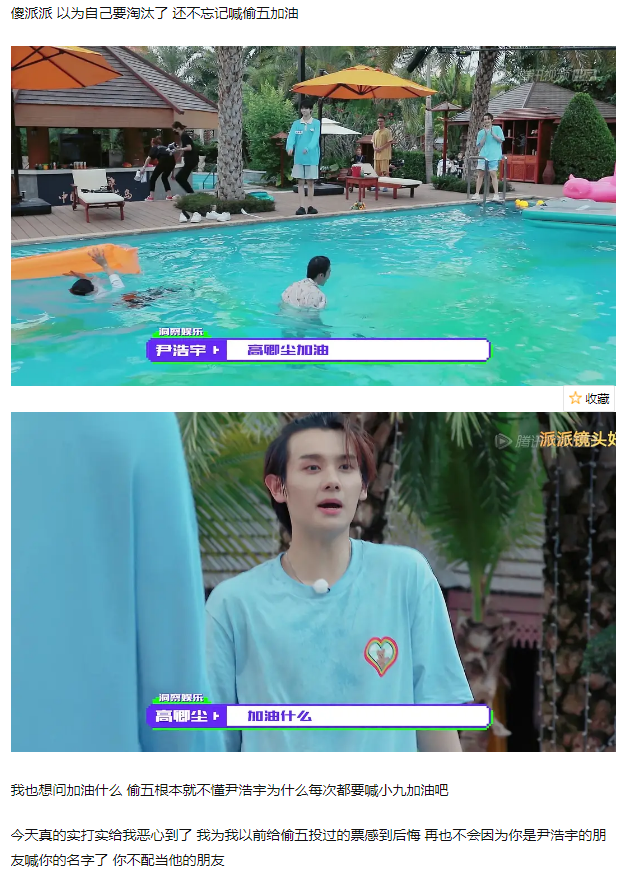 傻派派 以为自己要淘汰了 还不忘记喊偷五加油
洞察娱乐
尹浩宇
高卿尘加油
收藏
派派镜头好
洞察娱乐
高卿尘
加油什么
我也想问加油什么 偷五根本就不懂尹浩宇为什么每次都要喊小九加油吧
今天真的实打实给我恶心到了 我为我以前给偷五投过的票感到后悔 再也不会因为你是尹浩宇的朋
友喊你的名字了 你不配当他的朋友